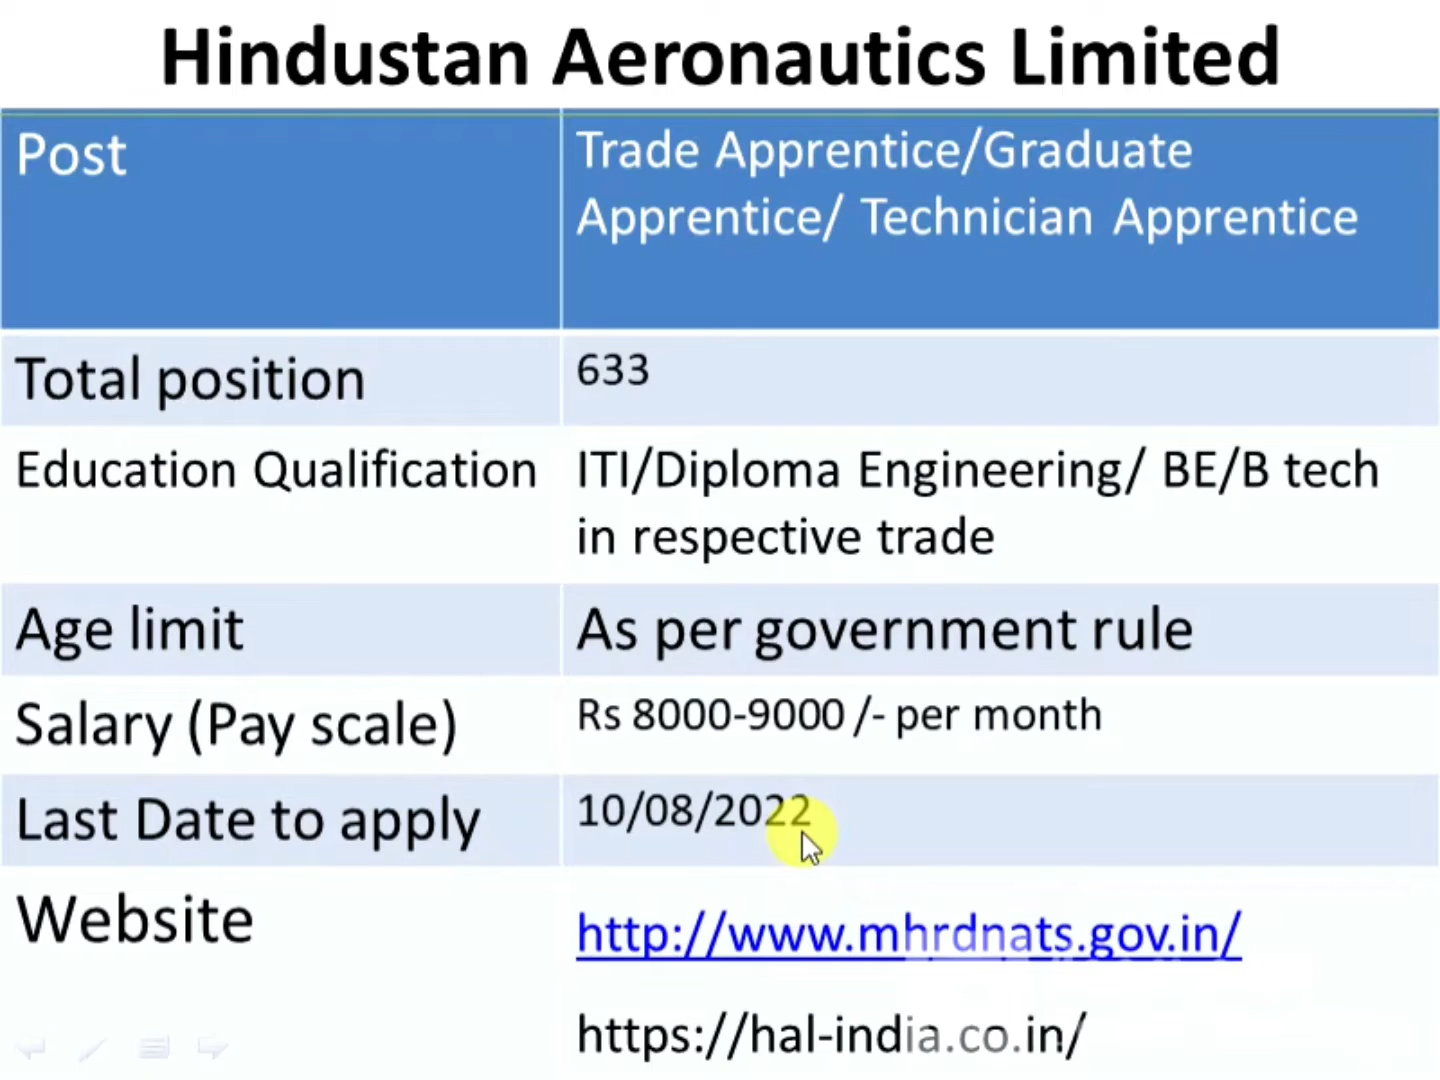 Hindustan Aeronautics Limited
Post
Trade Apprentice/Graduate
Apprentice/ Technician Apprentice
Total position
633
Education Qualification
ITI/Diploma Engineering/ BE/B tech
in respective trade
Age limit
As per government rule
Salary (Pay scale)
Rs 8000-9000 /- per month
Last Date to apply
10/08/2022
Website
http://www.mhrdnats.gov.in/
https://hal-india.co.in/